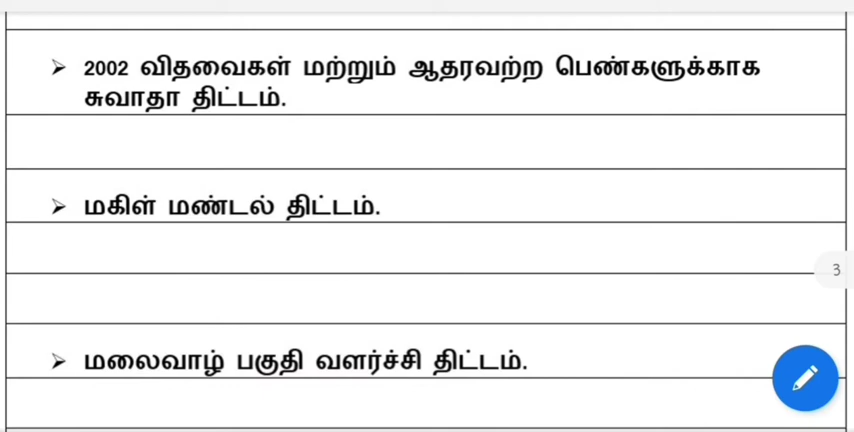 ➤ 2002 விதவைகள் மற்றும் ஆதரவற்ற பெண்களுக்காக
சுவாதா திட்டம்.
➤ மகிள் மண்டல் திட்டம்.
3
➤ மலைவாழ் பகுதி வளர்ச்சி திட்டம்.